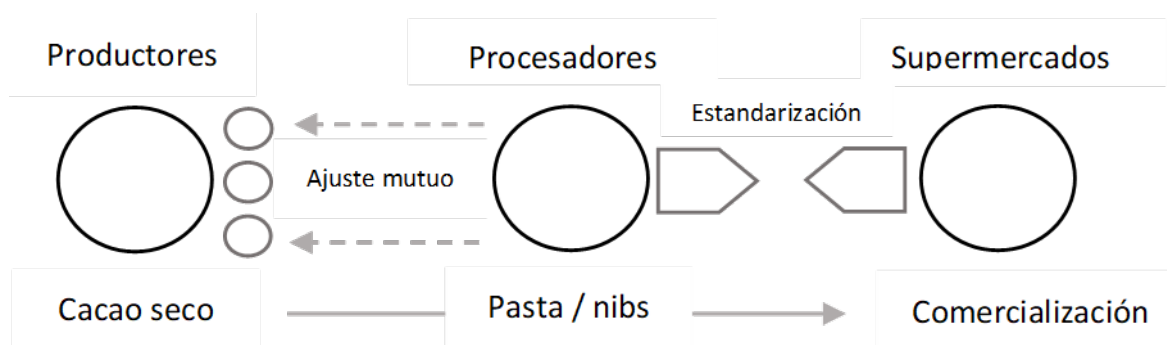 Productores
Procesadores
Supermercados
Estandarización
Ajuste mutuo
Cacao seco
Pasta / nibs
Comercialización